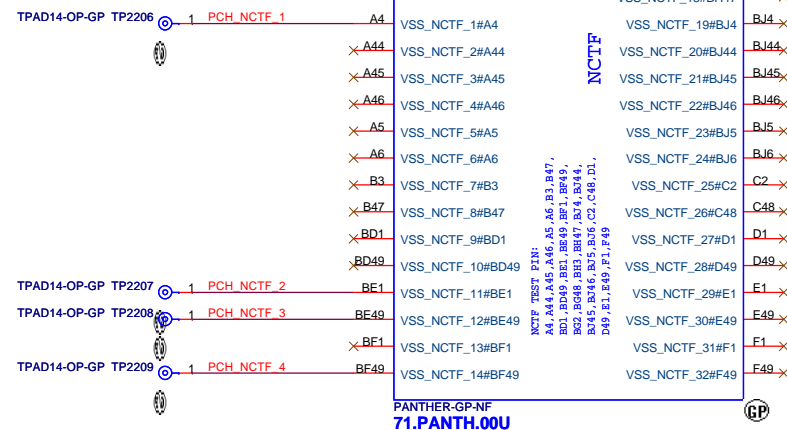 TPAD14-OP-GP TP2206 1 PCH_NCTF_1 A4 VSS_NCTF_1#A4 VSS_NCTF_19#BJ4 BJ4
A44 VSS_NCTF_2#A44 VSS_NCTF_20#BJ44 BJ44
A45 VSS_NCTF_3#A45 VSS_NCTF_21#BJ45 BJ45
A46 VSS_NCTF_4#A46 VSS_NCTF_22#BJ46 BJ46
A5 VSS_NCTF_5#A5 VSS_NCTF_23#BJ5 BJ5
A6 VSS_NCTF_6#A6 VSS_NCTF_24#BJ6 BJ6
B3 VSS_NCTF_7#B3 VSS_NCTF_25#C2 C2
B47 VSS_NCTF_8#B47 VSS_NCTF_26#C48 C48
BD1 VSS_NCTF_9#BD1 VSS_NCTF_27#D1 D1
BD49 VSS_NCTF_10#BD49 VSS_NCTF_28#D49 D49
TPAD14-OP-GP TP2207 1 PCH_NCTF_2 BE1 VSS_NCTF_11#BE1 VSS_NCTF_29#E1 E1
TPAD14-OP-GP TP2208 1 PCH_NCTF_3 BE49 VSS_NCTF_12#BE49 VSS_NCTF_30#E49 E49
BF1 VSS_NCTF_13#BF1 VSS_NCTF_31#F1 F1
TPAD14-OP-GP TP2209 1 PCH_NCTF_4 BF49 VSS_NCTF_14#BF49 VSS_NCTF_32#F49 F49
NCTF
NCTF TEST PIN:
A4,A44,A45,A46,A5,A6,B3,B47,
BD1,BD49,BE1,BE49,BF1,BF49,
BG2,BG48,BH3,BH47,BJ4,BJ44,
BJ45,BJ46,BJ5,BJ6,C2,C48,D1,
D49,E1,E49,F1,F49
PANTHER-GP-NF
71.PANTH.00U
GP